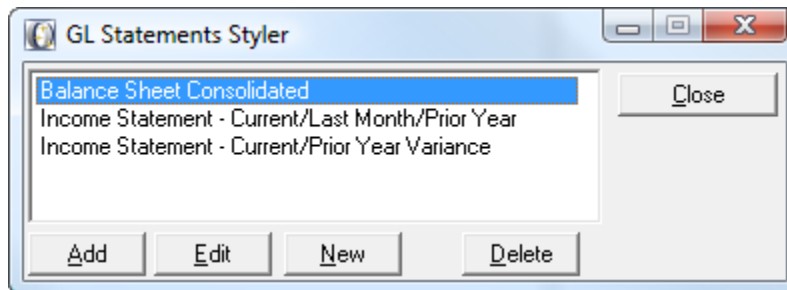 GL Statements Styler
Balance Sheet Consolidated
Close
Income Statement - Current/Last Month/Prior Year
Income Statement - Current/Prior Year Variance
Add Edit New Delete